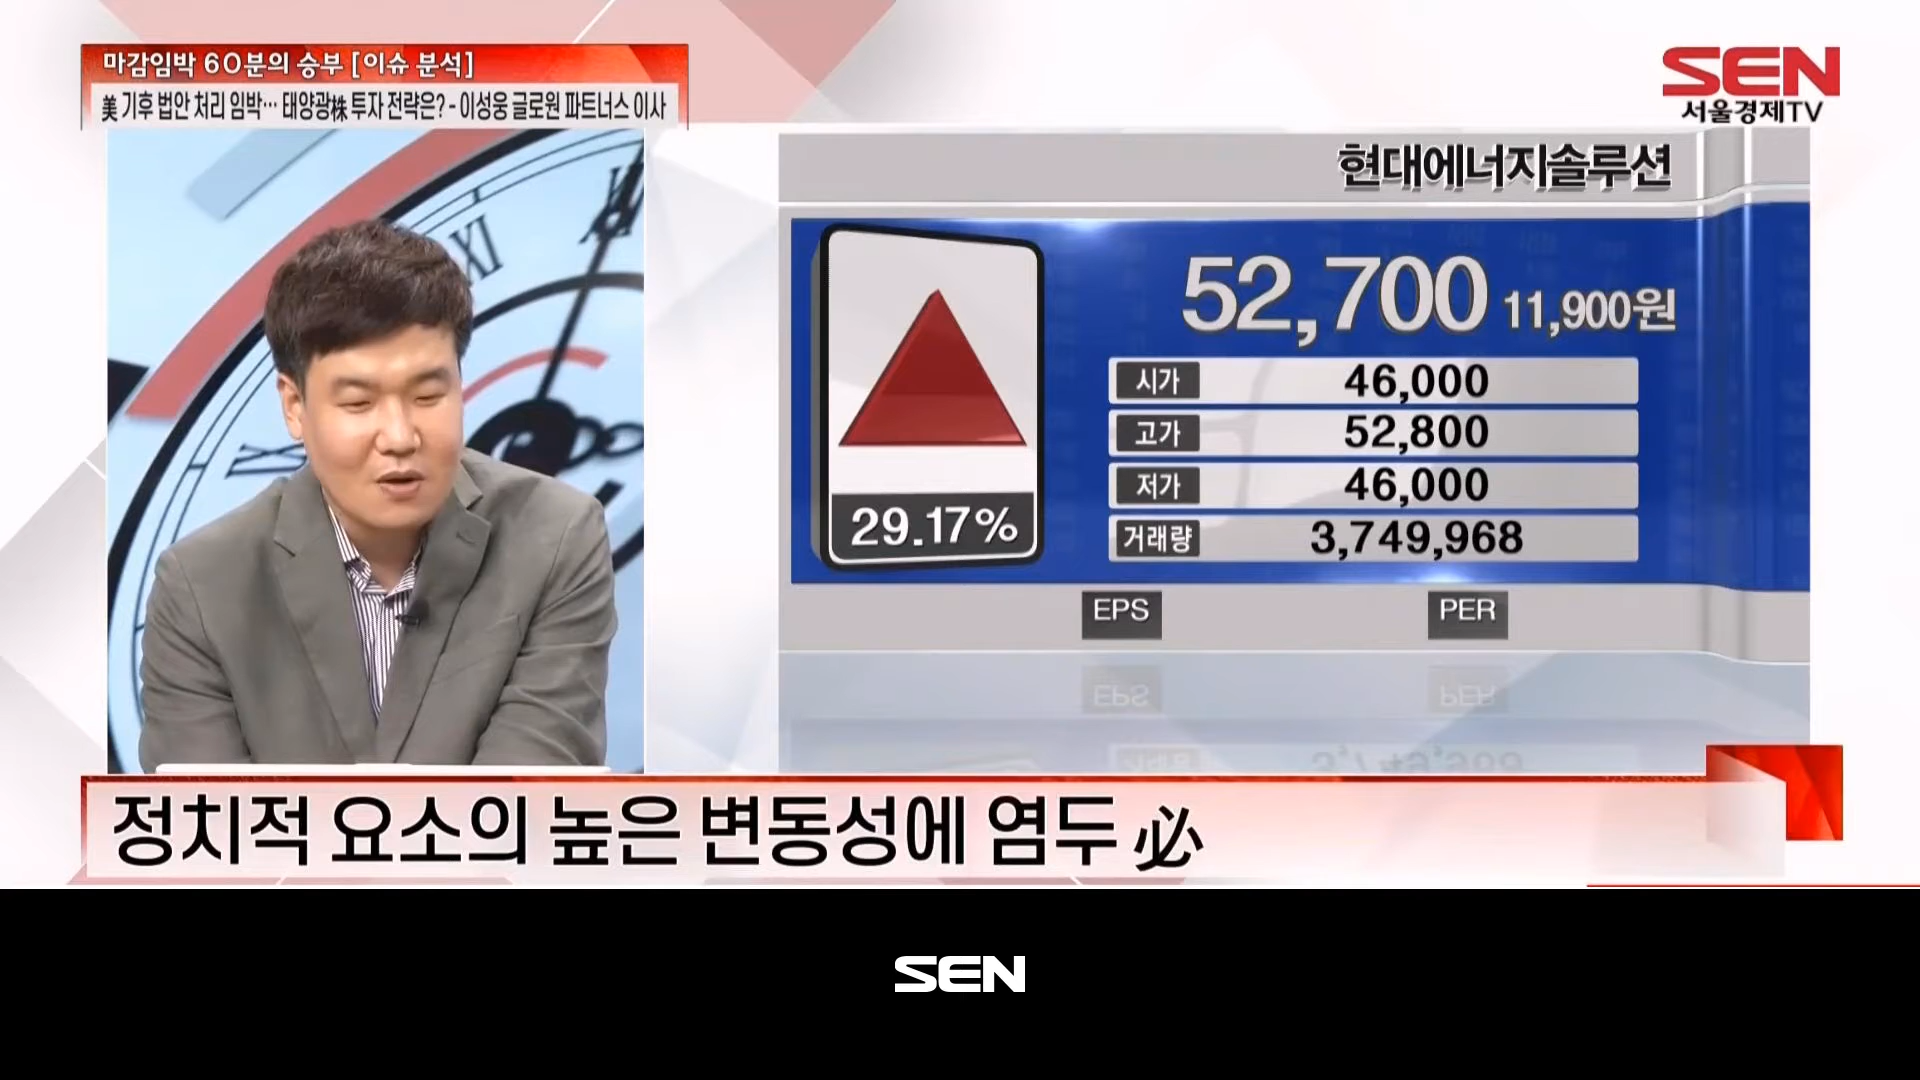 마감임박 60분의 승부 [이슈 분석]
美 기후 법안 처리 임박… 태양광株 투자 전략은? - 이성웅 글로원 파트너스 이사
SEN
서울경제TV
현대에너지솔루션
52,700 11,900원
29.17%
시가 46,000
고가 52,800
저가 46,000
거래량 3,749,968
EPS PER
정치적 요소의 높은 변동성에 염두 必
SEN